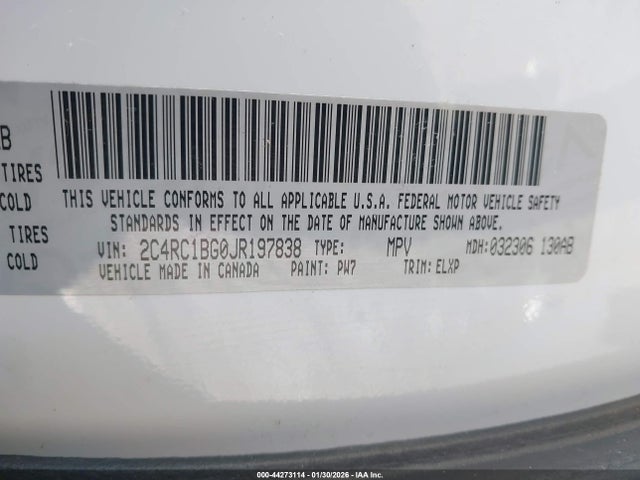 B
TIRES
COLD
TIRES
COLD
THIS VEHICLE CONFORMS TO ALL APPLICABLE U.S.A. FEDERAL MOTOR VEHICLE SAFETY
STANDARDS IN EFFECT ON THE DATE OF MANUFACTURE SHOWN ABOVE.
VIN: 2C4RC1BG0JR197838 TYPE: MPV MDH:032306 130AB
VEHICLE MADE IN CANADA PAINT: PW7 TRIM: ELXP
000-44273114 | 01/30/2026 - IAA Inc.